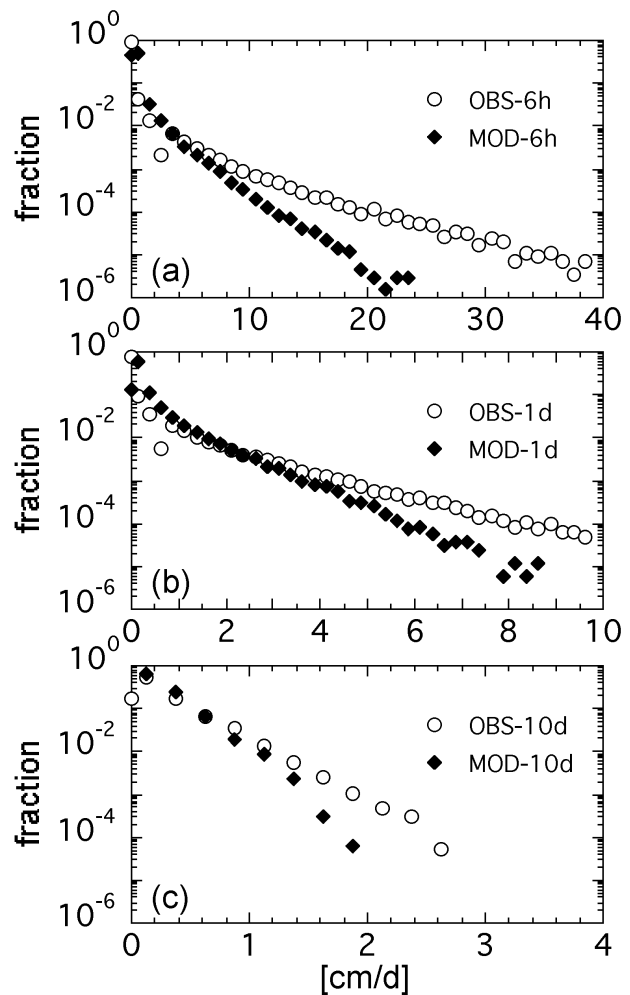 10^0
10^-2
10^-4
10^-6
fraction
OBS-6h
MOD-6h
(a)
0 10 20 30 40
10^0
10^-2
10^-4
10^-6
fraction
OBS-1d
MOD-1d
(b)
0 2 4 6 8 10
10^0
10^-2
10^-4
10^-6
fraction
OBS-10d
MOD-10d
(c)
0 1 2 3 4
[cm/d]